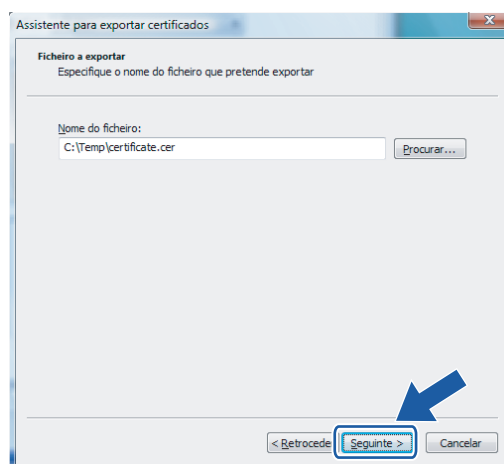 Assistente para exportar certificados
Ficheiro a exportar
Especifique o nome do ficheiro que pretende exportar
Nome do ficheiro:
C:\Temp\certificate.cer
Procurar...
< Retrocede
Seguinte >
Cancelar